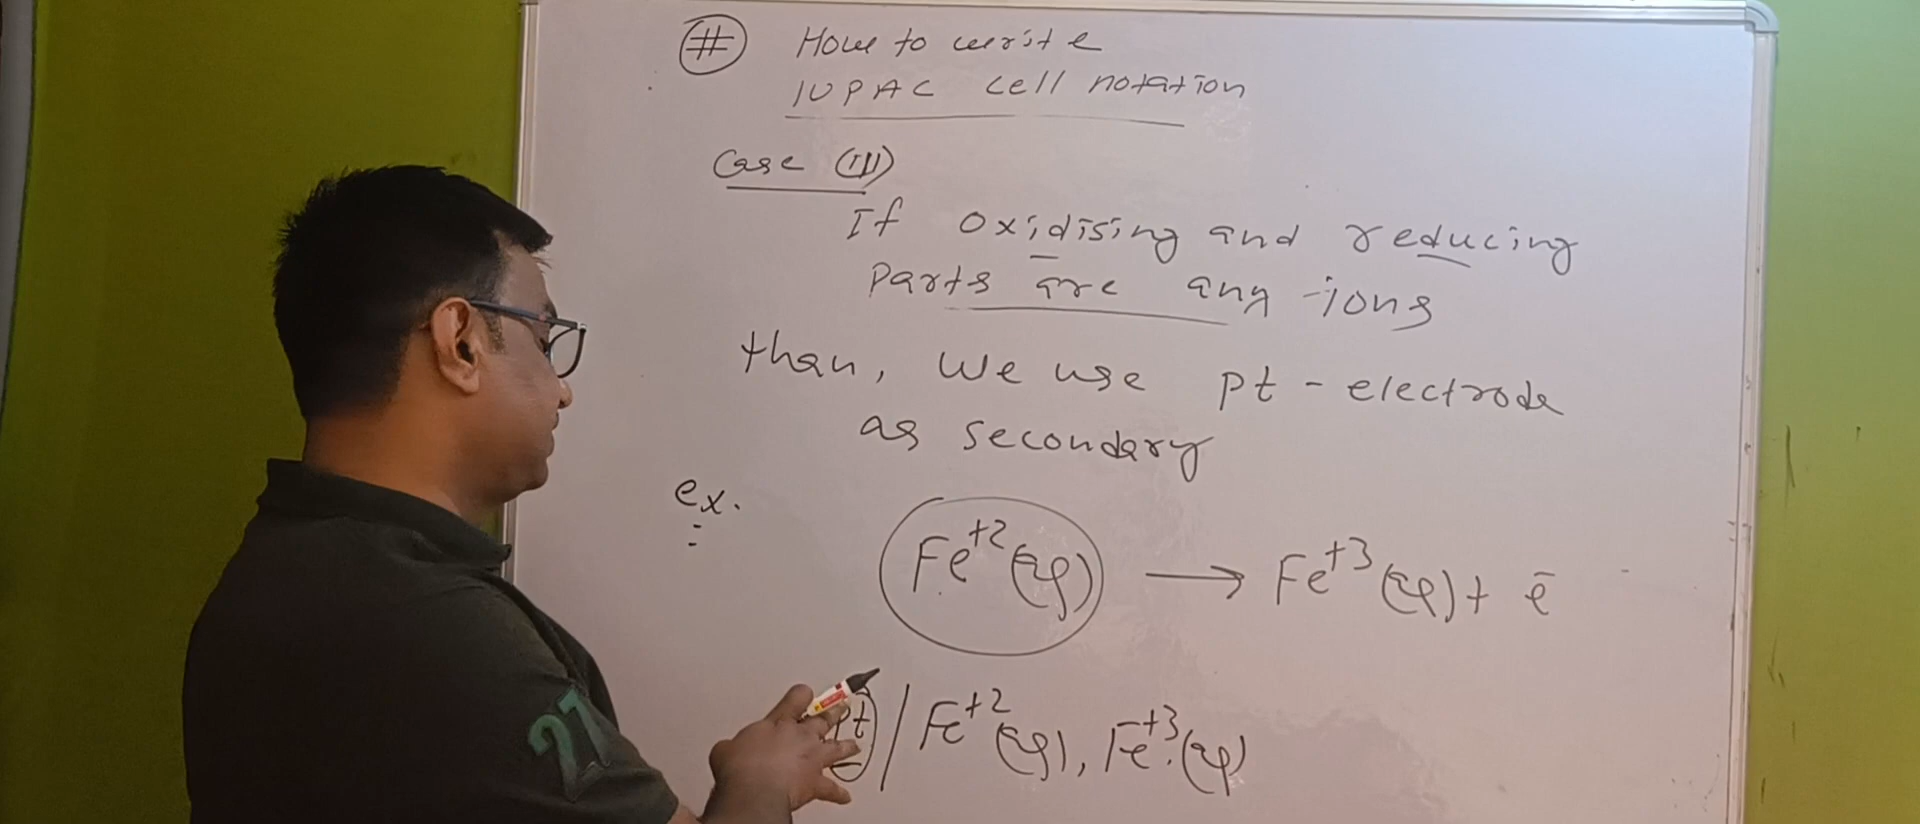 # How to write
IUPAC cell notation
Case (III)
If oxidising and reducing
parts are any ions
than, we use pt - electrode
as secondary
ex.
Fe⁺²(aq) → Fe⁺³(aq) + ē
pt / Fe⁺²(aq), Fe⁺³(aq)
27